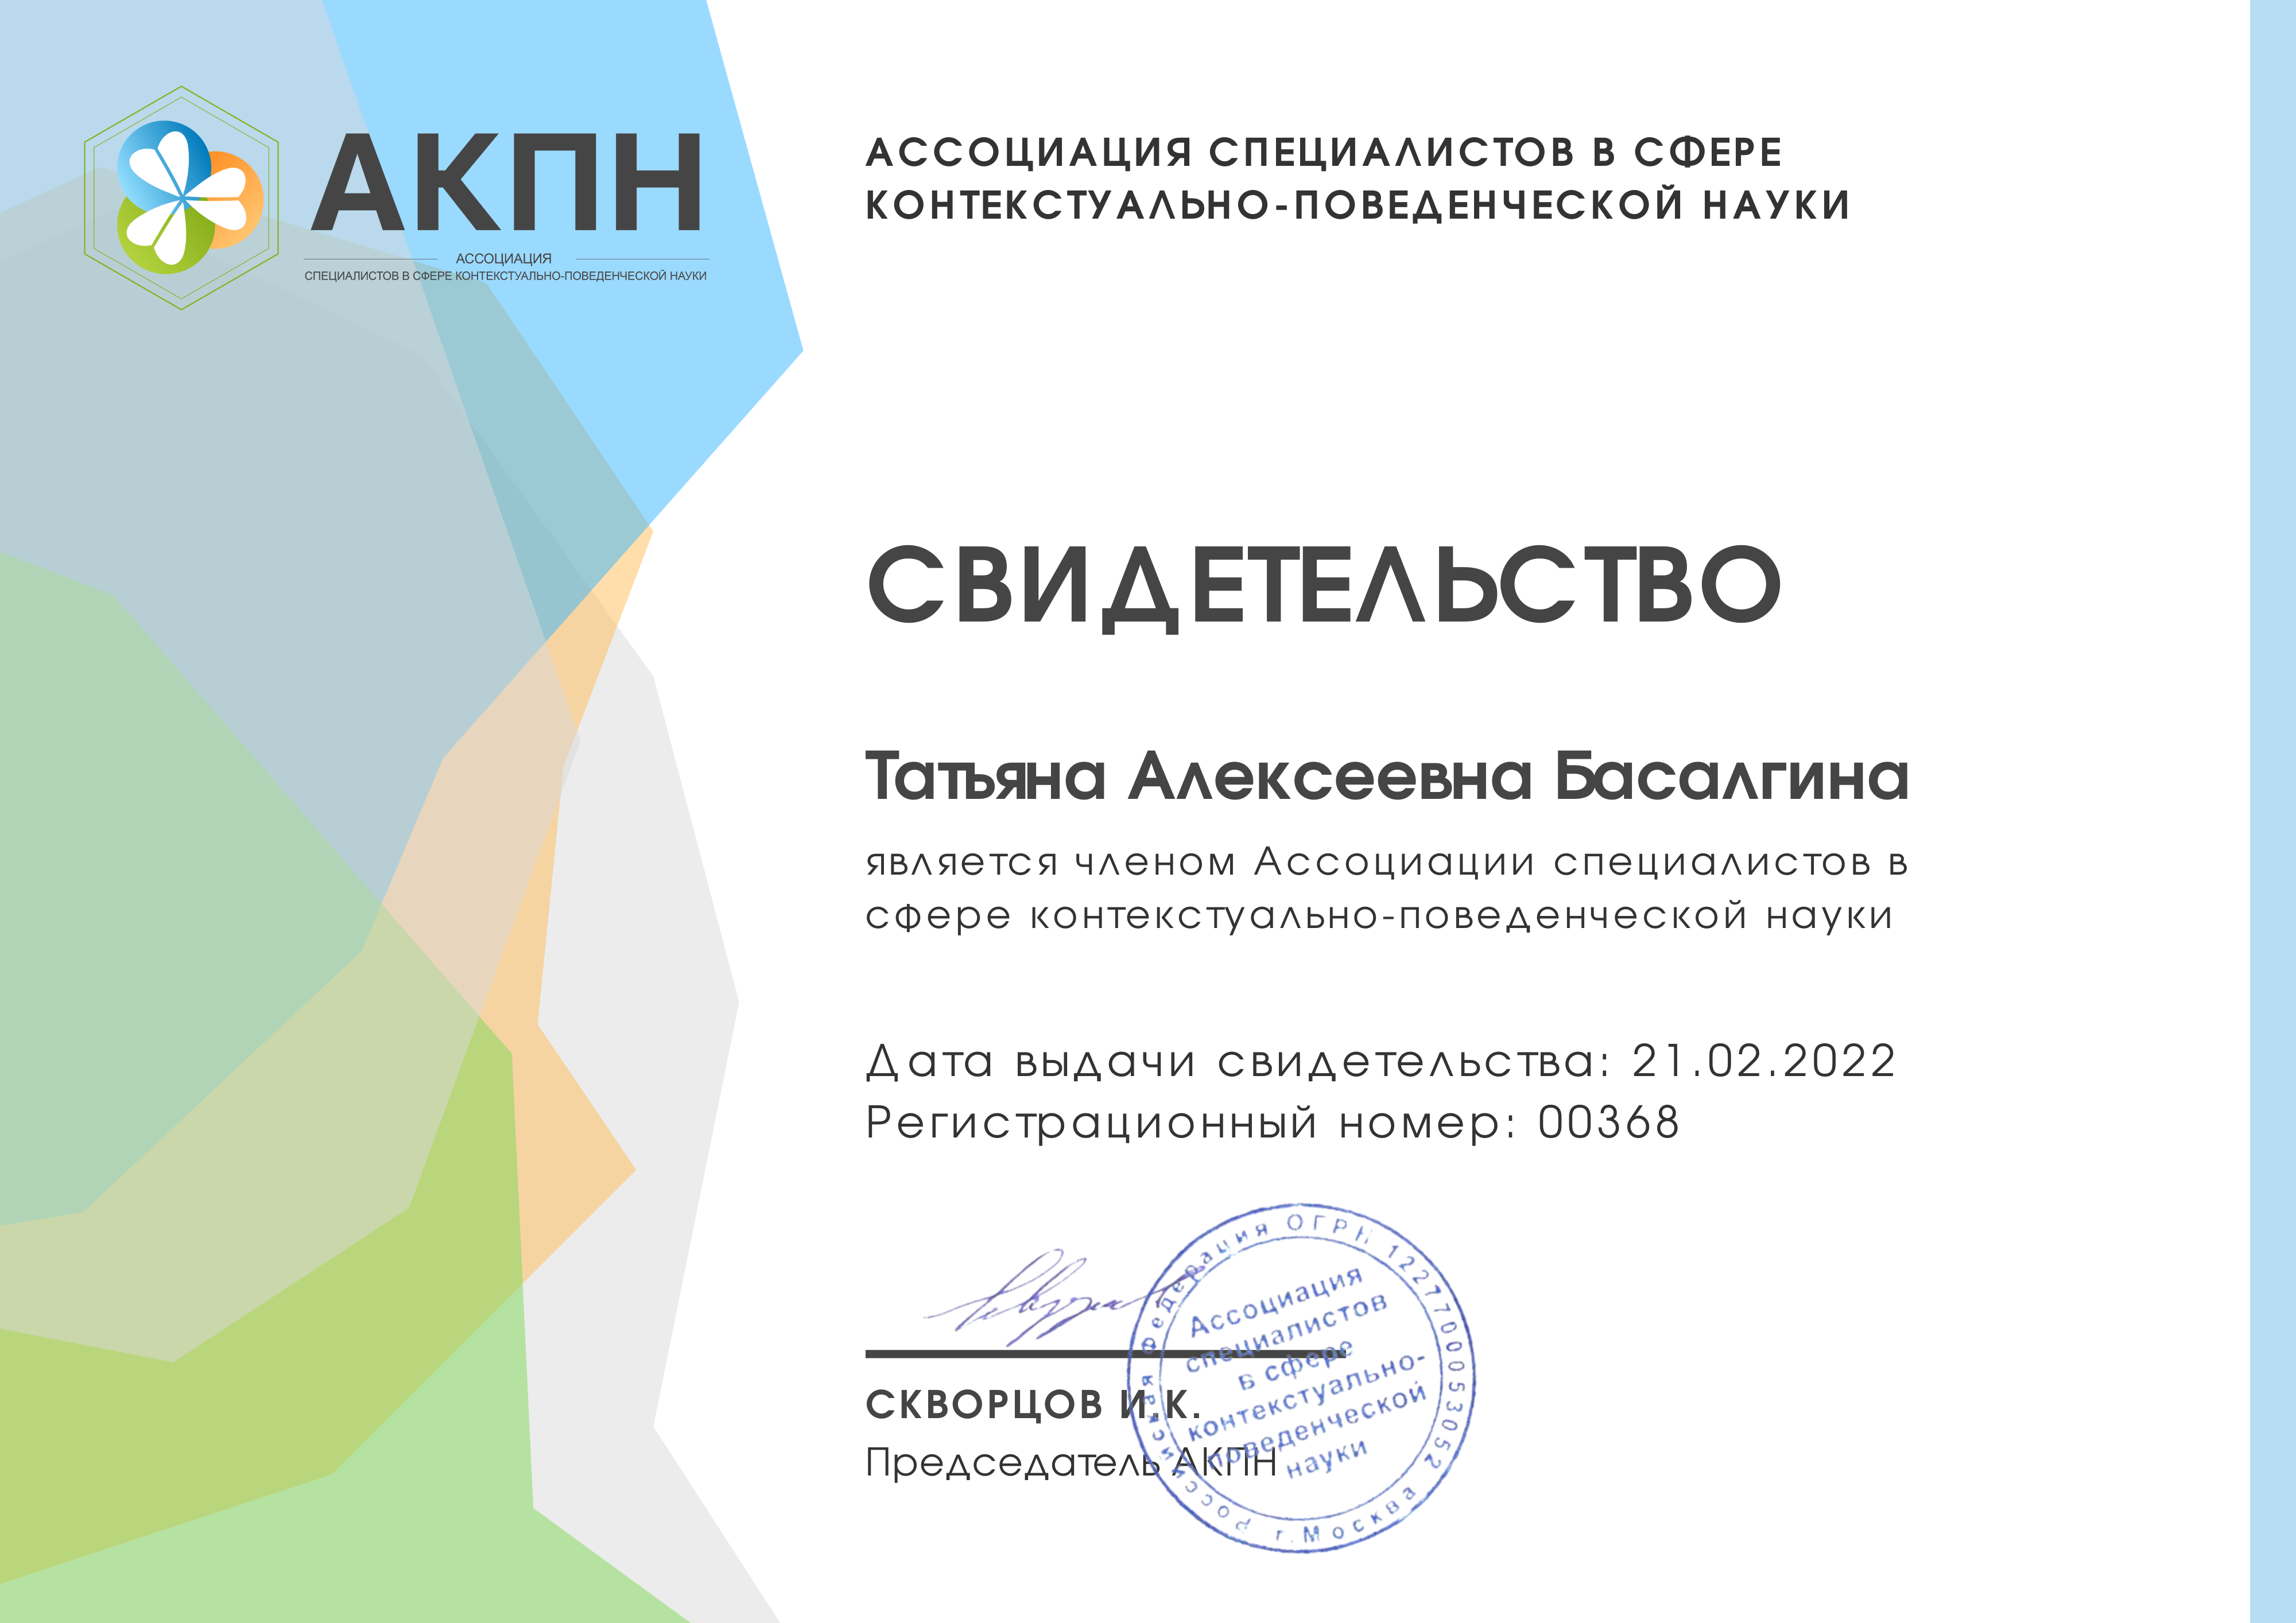 АКПН
АССОЦИАЦИЯ
СПЕЦИАЛИСТОВ В СФЕРЕ КОНТЕКСТУАЛЬНО-ПОВЕДЕНЧЕСКОЙ НАУКИ
АССОЦИАЦИЯ СПЕЦИАЛИСТОВ В СФЕРЕ
КОНТЕКСТУАЛЬНО-ПОВЕДЕНЧЕСКОЙ НАУКИ
СВИДЕТЕЛЬСТВО
Татьяна Алексеевна Басалгина
является членом Ассоциации специалистов в
сфере контекстуально-поведенческой науки
Дата выдачи свидетельства: 21.02.2022
Регистрационный номер: 00368
СКВОРЦОВ И.К.
Председатель АКПН
Российская Федерация ОГРН 1227700053052
г.Москва
Ассоциация
специалистов
в сфере
контекстуально-
поведенческой
науки